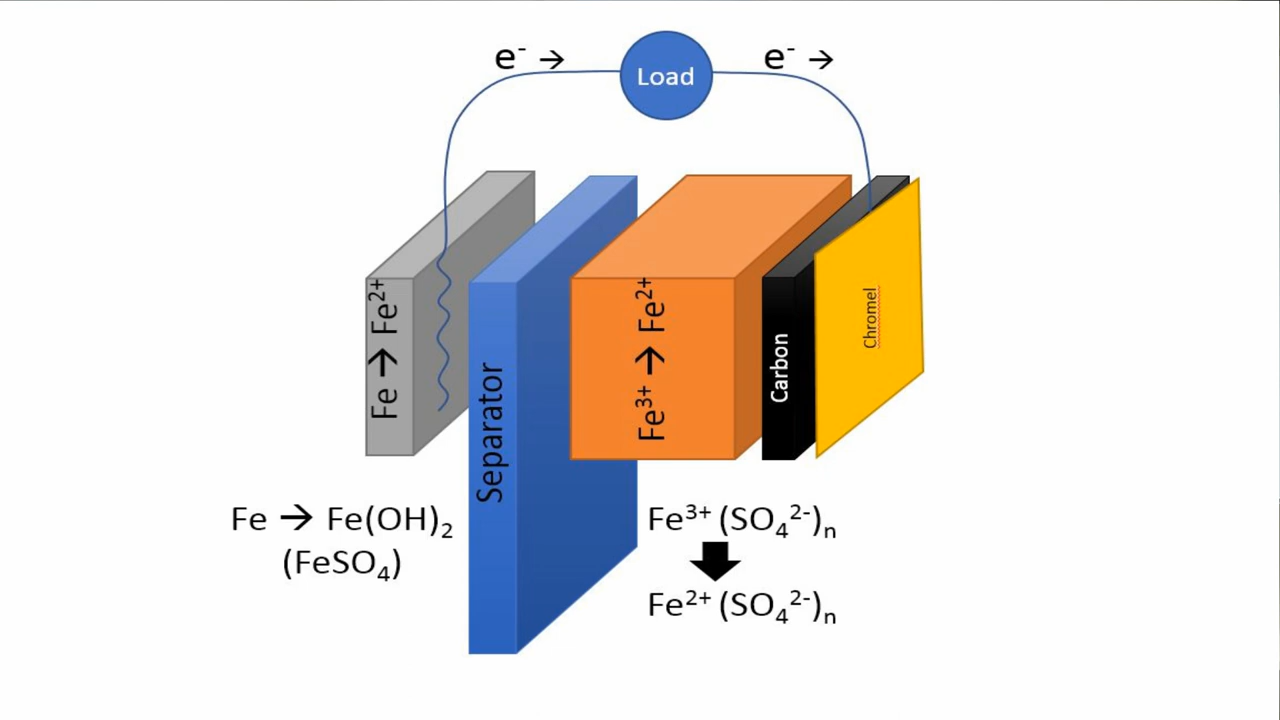 e⁻ → Load e⁻ →
Fe → Fe²⁺
Separator
Fe³⁺ → Fe²⁺
Carbon
Chromel
Fe → Fe(OH)₂
(FeSO₄)
Fe³⁺ (SO₄²⁻)ₙ
Fe²⁺ (SO₄²⁻)ₙ